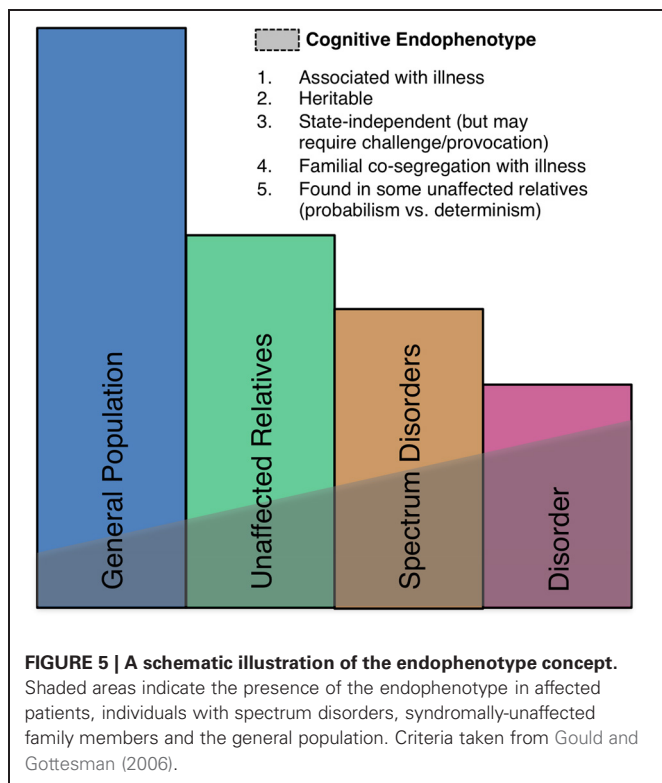 Cognitive Endophenotype
1. Associated with illness
2. Heritable
3. State-independent (but may
require challenge/provocation)
4. Familial co-segregation with illness
5. Found in some unaffected relatives
(probabilism vs. determinism)
General Population
Unaffected Relatives
Spectrum Disorders
Disorder
FIGURE 5 | A schematic illustration of the endophenotype concept.
Shaded areas indicate the presence of the endophenotype in affected
patients, individuals with spectrum disorders, syndromally-unaffected
family members and the general population. Criteria taken from Gould and
Gottesman (2006).